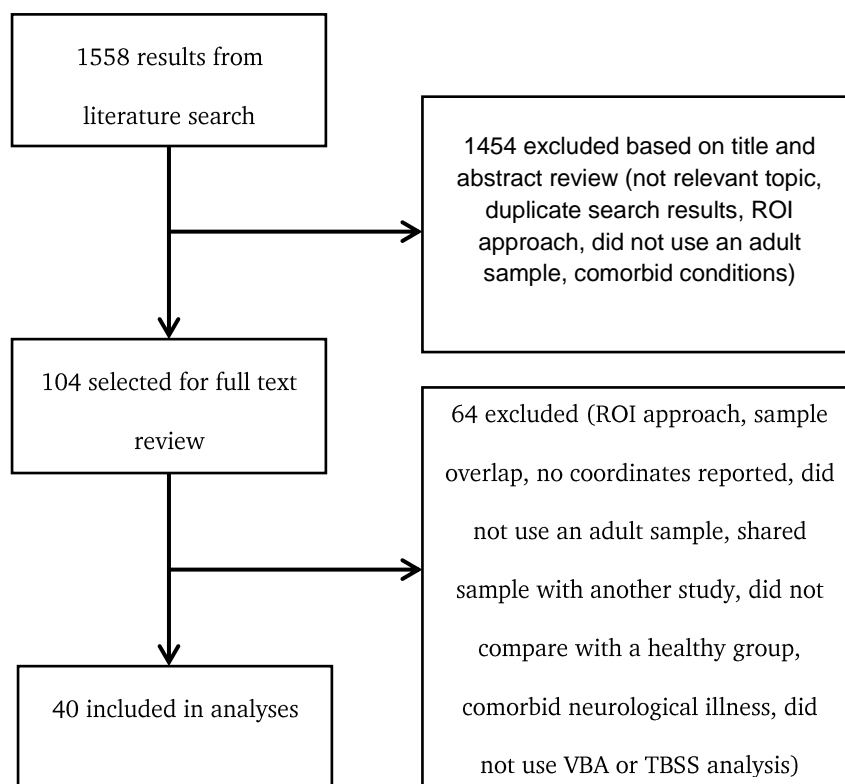 1558 results from
literature search
1454 excluded based on title and
abstract review (not relevant topic,
duplicate search results, ROI
approach, did not use an adult
sample, comorbid conditions)
104 selected for full text
review
64 excluded (ROI approach, sample
overlap, no coordinates reported, did
not use an adult sample, shared
sample with another study, did not
compare with a healthy group,
comorbid neurological illness, did
not use VBA or TBSS analysis)
40 included in analyses